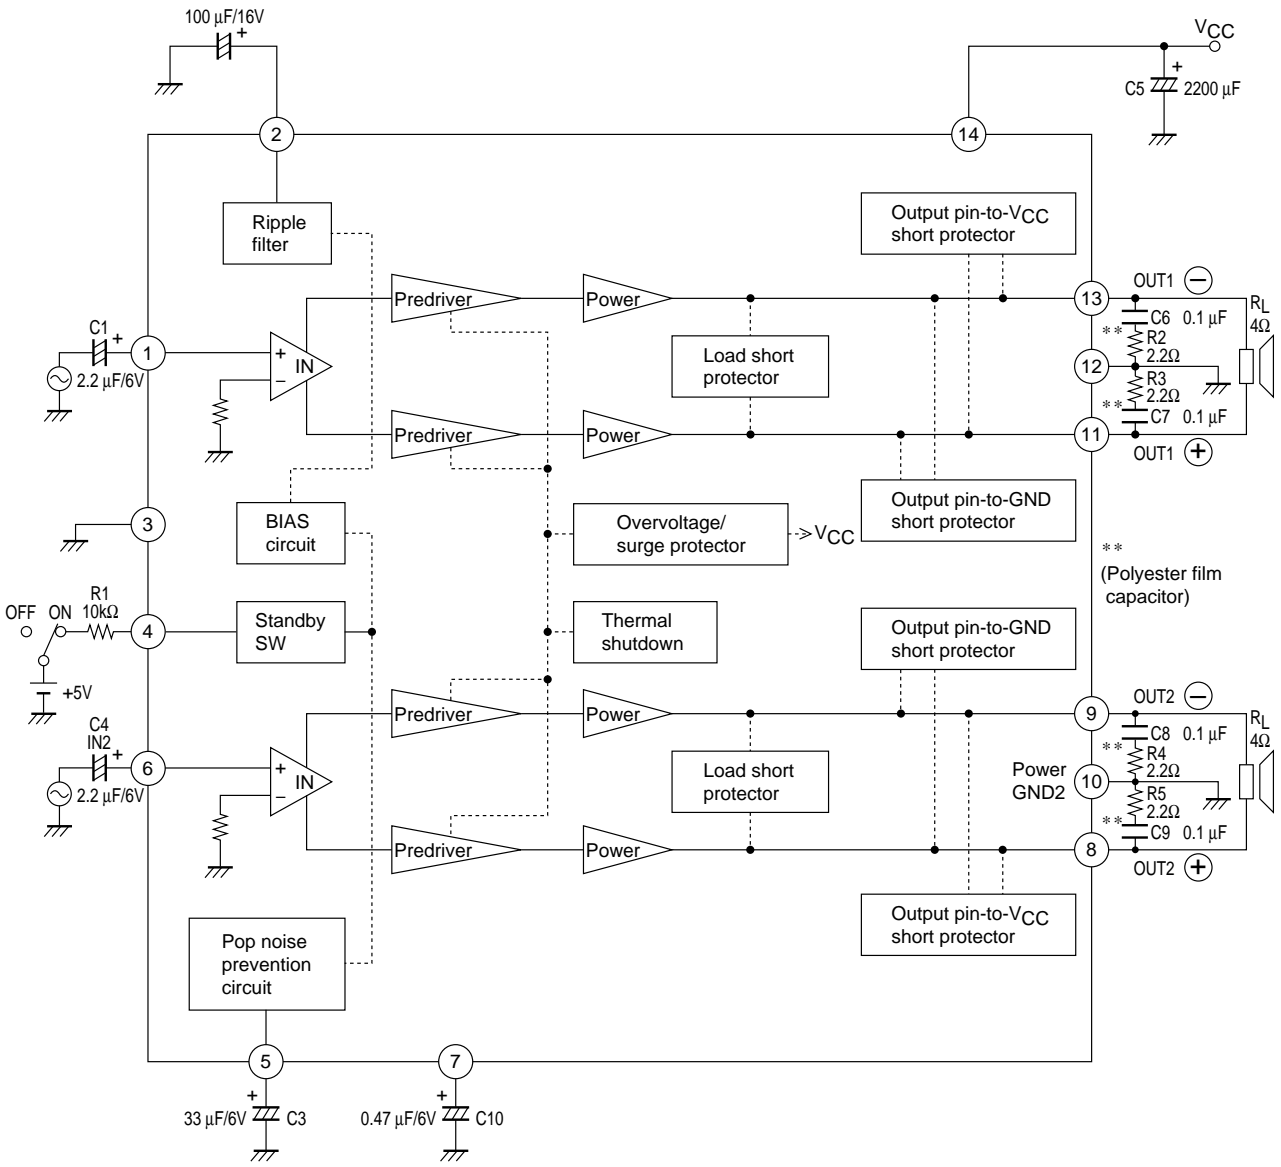 100 µF/16V
+
VCC
+
C5
2200 µF
2
14
Ripple
filter
Output pin-to-VCC
short protector
Predriver
Power
13
OUT1 −
C6 0.1 µF
RL
4Ω
C1
+
1
2.2 µF/6V
+
IN
−
Load short
protector
**
R2
2.2Ω
12
R3
2.2Ω
**
C7 0.1 µF
Predriver
Power
11
OUT1 +
3
BIAS
circuit
Overvoltage/
surge protector
VCC
Output pin-to-GND
short protector
**
(Polyester film
capacitor)
OFF
ON
R1
10kΩ
4
Standby
SW
Thermal
shutdown
Output pin-to-GND
short protector
+5V
Predriver
Power
9
OUT2 −
C8 0.1 µF
RL
4Ω
C4
IN2
+
6
2.2 µF/6V
+
IN
−
Load short
protector
Power
GND2
10
**
R4
2.2Ω
R5
2.2Ω
**
C9 0.1 µF
Predriver
Power
8
OUT2 +
Pop noise
prevention
circuit
Output pin-to-VCC
short protector
5
7
+
33 µF/6V
C3
+
0.47 µF/6V
C10